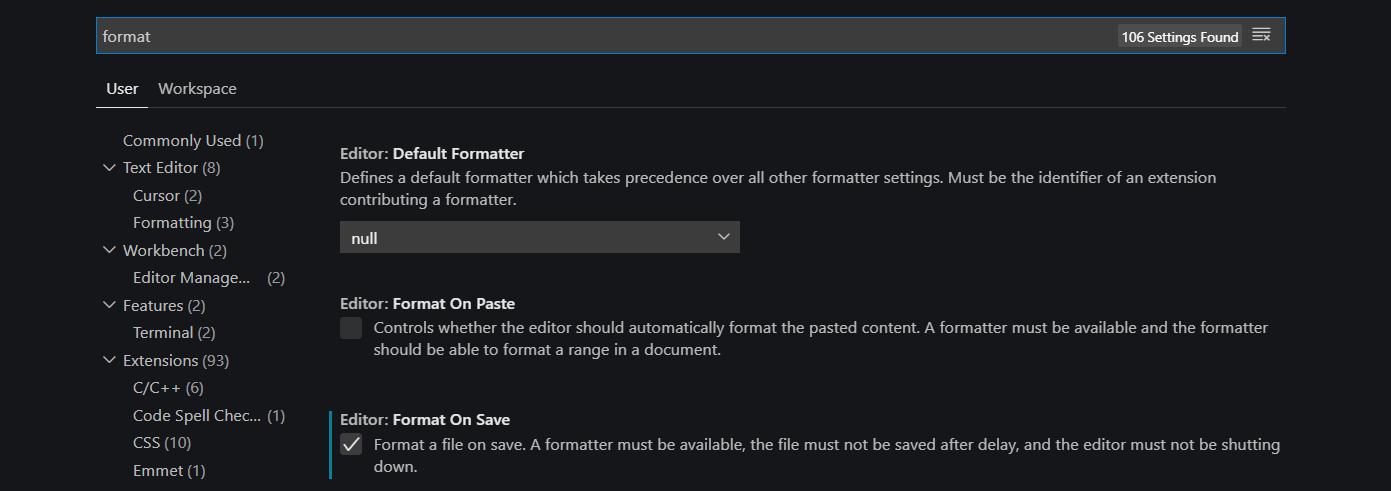 format
106 Settings Found
User
Workspace
Commonly Used (1)
Text Editor (8)
Cursor (2)
Formatting (3)
Workbench (2)
Editor Manage... (2)
Features (2)
Terminal (2)
Extensions (93)
C/C++ (6)
Code Spell Chec... (1)
CSS (10)
Emmet (1)
Editor: Default Formatter
Defines a default formatter which takes precedence over all other formatter settings. Must be the identifier of an extension
contributing a formatter.
null
Editor: Format On Paste
Controls whether the editor should automatically format the pasted content. A formatter must be available and the formatter
should be able to format a range in a document.
Editor: Format On Save
Format a file on save. A formatter must be available, the file must not be saved after delay, and the editor must not be shutting
down.